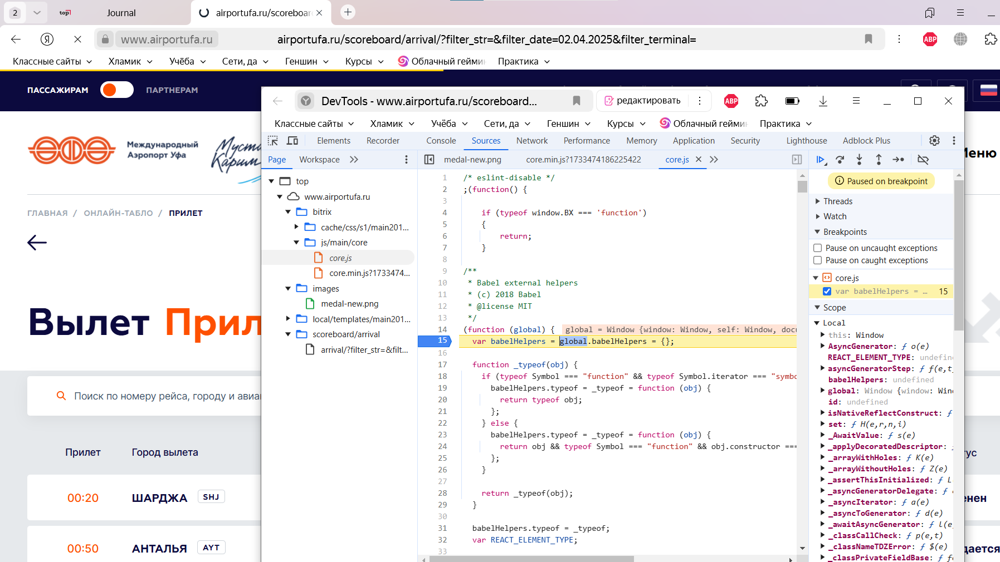 2
top
Journal
airportufa.ru/scoreboar
www.airportufa.ru
airportufa.ru/scoreboard/arrival/?filter_str=&filter_date=02.04.2025&filter_terminal=
ABP
Классные сайты
Хламик
Учёба
Сети, да
Геншин
Курсы
Облачный гейми
Практика
ПАССАЖИРАМ
ПАРТНЕРАМ
Международный
Аэропорт Уфа
Муста
Карим
Меню
ГЛАВНАЯ / ОНЛАЙН-ТАБЛО / ПРИЛЕТ
Вылет Прил
Поиск по номеру рейса, городу и авиа
Прилет
Город вылета
тус
00:20
ШАРДЖА
SHJ
енен
00:50
АНТАЛЬЯ
AYT
дается
DevTools - www.airportufa.ru/scoreboard...
редактировать
ABP
Классные сайты
Хламик
Учёба
Сети, да
Геншин
Курсы
Облачный гейми
Практика
Elements
Recorder
Console
Sources
Network
Performance
Memory
Application
Security
Lighthouse
Adblock Plus
Page
Workspace
medal-new.png
core.min.js?1733474186225422
core.js
top
www.airportufa.ru
bitrix
cache/css/s1/main201...
js/main/core
core.js
core.min.js?1733474...
images
medal-new.png
local/templates/main201...
scoreboard/arrival
arrival/?filter_str=&filt...
1 /* eslint-disable */
2 ;(function() {
3
4 if (typeof window.BX === 'function')
5 {
6 return;
7 }
8
9 /**
10 * Babel external helpers
11 * (c) 2018 Babel
12 * @license MIT
13 */
14 (function (global) { global = Window {window: Window, self: Window, docu
15 var babelHelpers = global.babelHelpers = {};
16
17 function _typeof(obj) {
18 if (typeof Symbol === "function" && typeof Symbol.iterator === "symbo
19 babelHelpers.typeof = _typeof = function (obj) {
20 return typeof obj;
21 };
22 } else {
23 babelHelpers.typeof = _typeof = function (obj) {
24 return obj && typeof Symbol === "function" && obj.constructor ===
25 };
26 }
27
28 return _typeof(obj);
29 }
30
31 babelHelpers.typeof = _typeof;
32 var REACT_ELEMENT_TYPE;
33
Paused on breakpoint
Threads
Watch
Breakpoints
Pause on uncaught exceptions
Pause on caught exceptions
core.js
var babelHelpers = … 15
Scope
Local
this: Window
AsyncGenerator: ƒ o(e)
REACT_ELEMENT_TYPE: undefin
asyncGeneratorStep: ƒ f(e,t,
babelHelpers: undefined
global: Window {window: Win
id: undefined
isNativeReflectConstruct: ƒ
set: ƒ H(e,r,n,i)
_AwaitValue: ƒ s(e)
_applyDecoratedDescriptor:
_arrayWithHoles: ƒ K(e)
_arrayWithoutHoles: ƒ Z(e)
_assertThisInitialized: ƒ L
_asyncGeneratorDelegate: ƒ
_asyncIterator: ƒ a(e)
_asyncToGenerator: ƒ d(e)
_awaitAsyncGenerator: ƒ l(e,
_classCallCheck: ƒ p(e,t)
_classNameTDZError: ƒ $(e)
_classPrivateFieldBase: ƒ